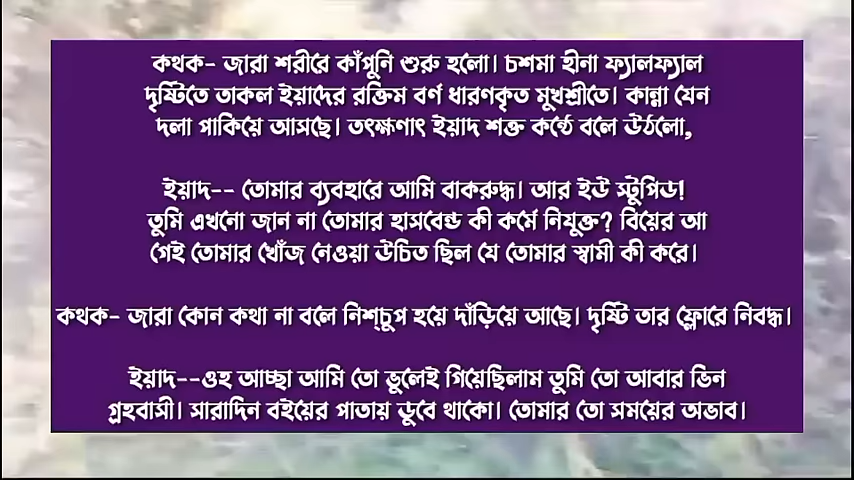 কথক- জারা শরীরে কাঁপুনি শুরু হলো। চশমা হীনা ফ্যালফ্যাল
দৃষ্টিতে তাকল ইয়াদের রক্তিম বর্ণ ধারণকৃত মুখশ্রীতে। কান্না যেন
দলা পাকিয়ে আসছে। তৎক্ষণাৎ ইয়াদ শক্ত কন্ঠে বলে উঠলো,
ইয়াদ-- তোমার ব্যবহারে আমি বাকরুদ্ধ। আর ইউ স্টুপিড!
তুমি এখনো জান না তোমার হাসবেন্ড কী কর্মে নিযুক্ত? বিয়ের আ
গেই তোমার খোঁজ নেওয়া উচিত ছিল যে তোমার স্বামী কী করে।
কথক- জারা কোন কথা না বলে নিশ্চুপ হয়ে দাঁড়িয়ে আছে। দৃষ্টি তার ফ্লোরে নিবদ্ধ।
ইয়াদ--ওহ আচ্ছা আমি তো ভুলেই গিয়েছিলাম তুমি তো আবার ভিন
গ্রহবাসী। সারাদিন বইয়ের পাতায় ডুবে থাকো। তোমার তো সময়ের অভাব।